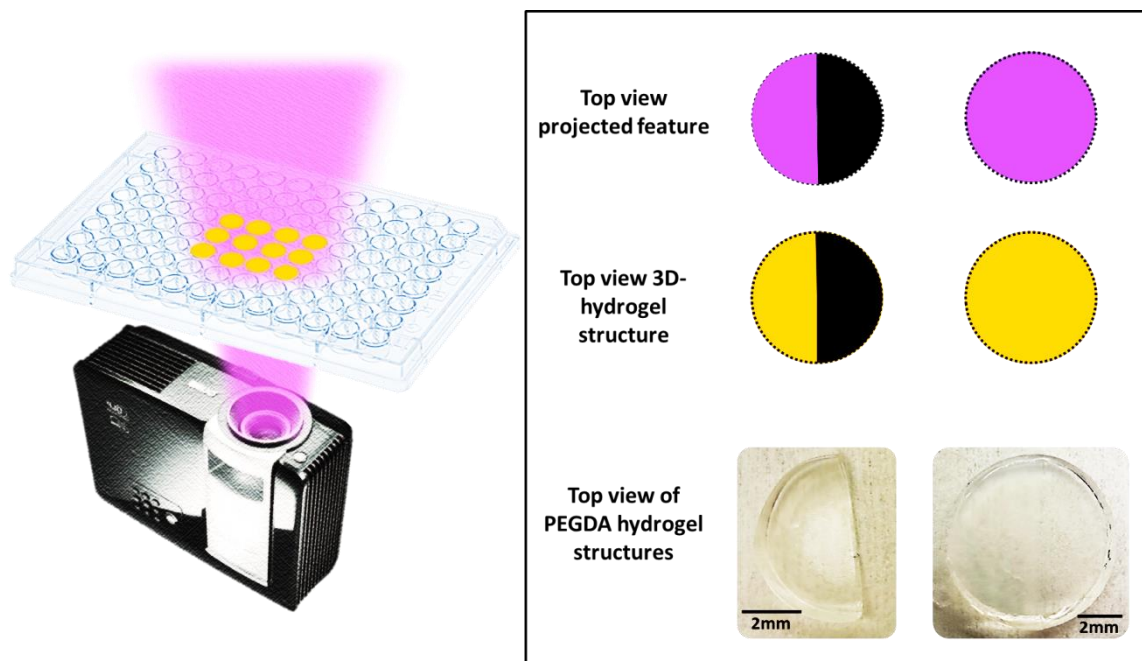 Top view
projected feature
Top view 3D-
hydrogel
structure
Top view of
PEGDA hydrogel
structures
2mm
2mm